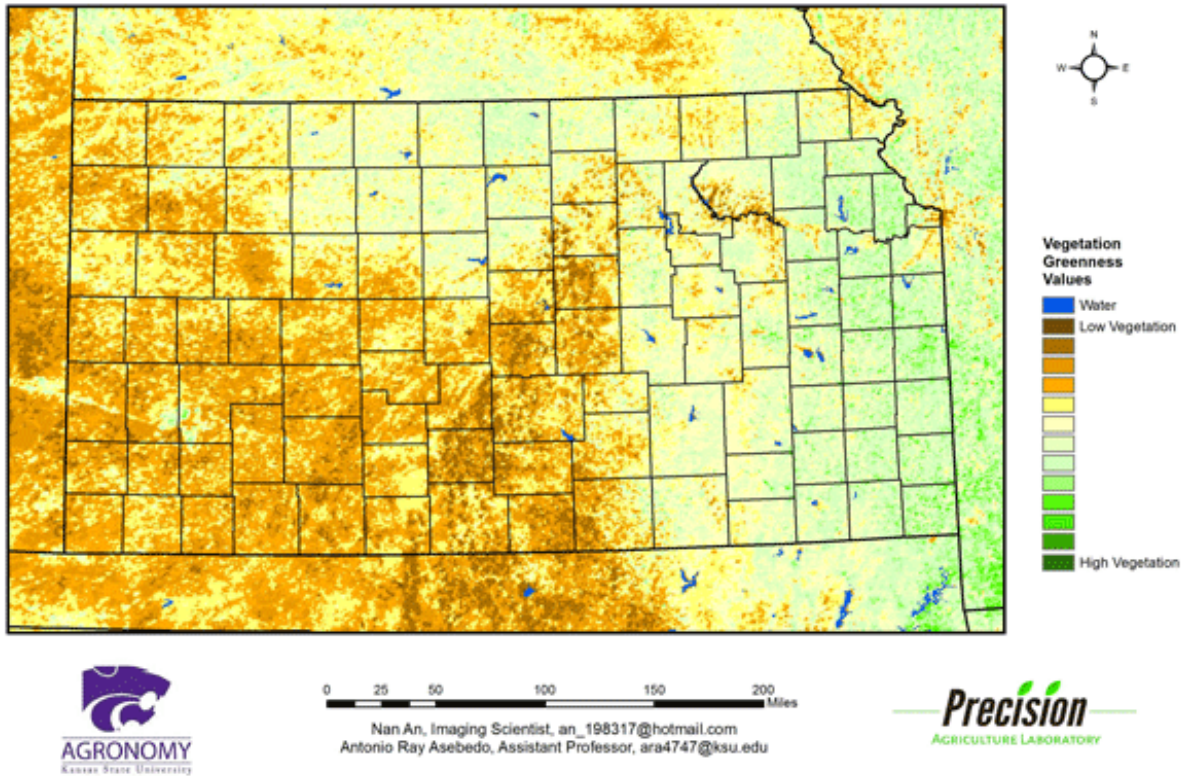 N
W
E
S
Vegetation
Greenness
Values
Water
Low Vegetation
High Vegetation
0 25 50 100 150 200
Miles
Nan An, Imaging Scientist, an_198317@hotmail.com
Antonio Ray Asebedo, Assistant Professor, ara4747@ksu.edu
AGRONOMY
Kansas State University
Precision
AGRICULTURE LABORATORY